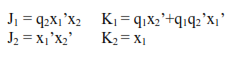 J₁ = q₂x₁'x₂ K₁ = q₁x₂'+q₁q₂'x₁'
J₂ = x₁'x₂' K₂ = x₁